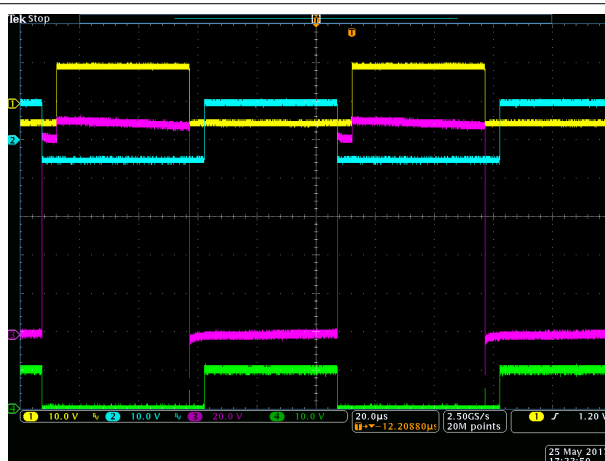 Tek Stop
T
T
1
2
3
4
1 10.0 V 2 10.0 V 3 20.0 V 4 10.0 V
20.0µs
T→▼−12.20880µs
2.50GS/s
20M points
1 ∫ 1.20 V
25 May 201